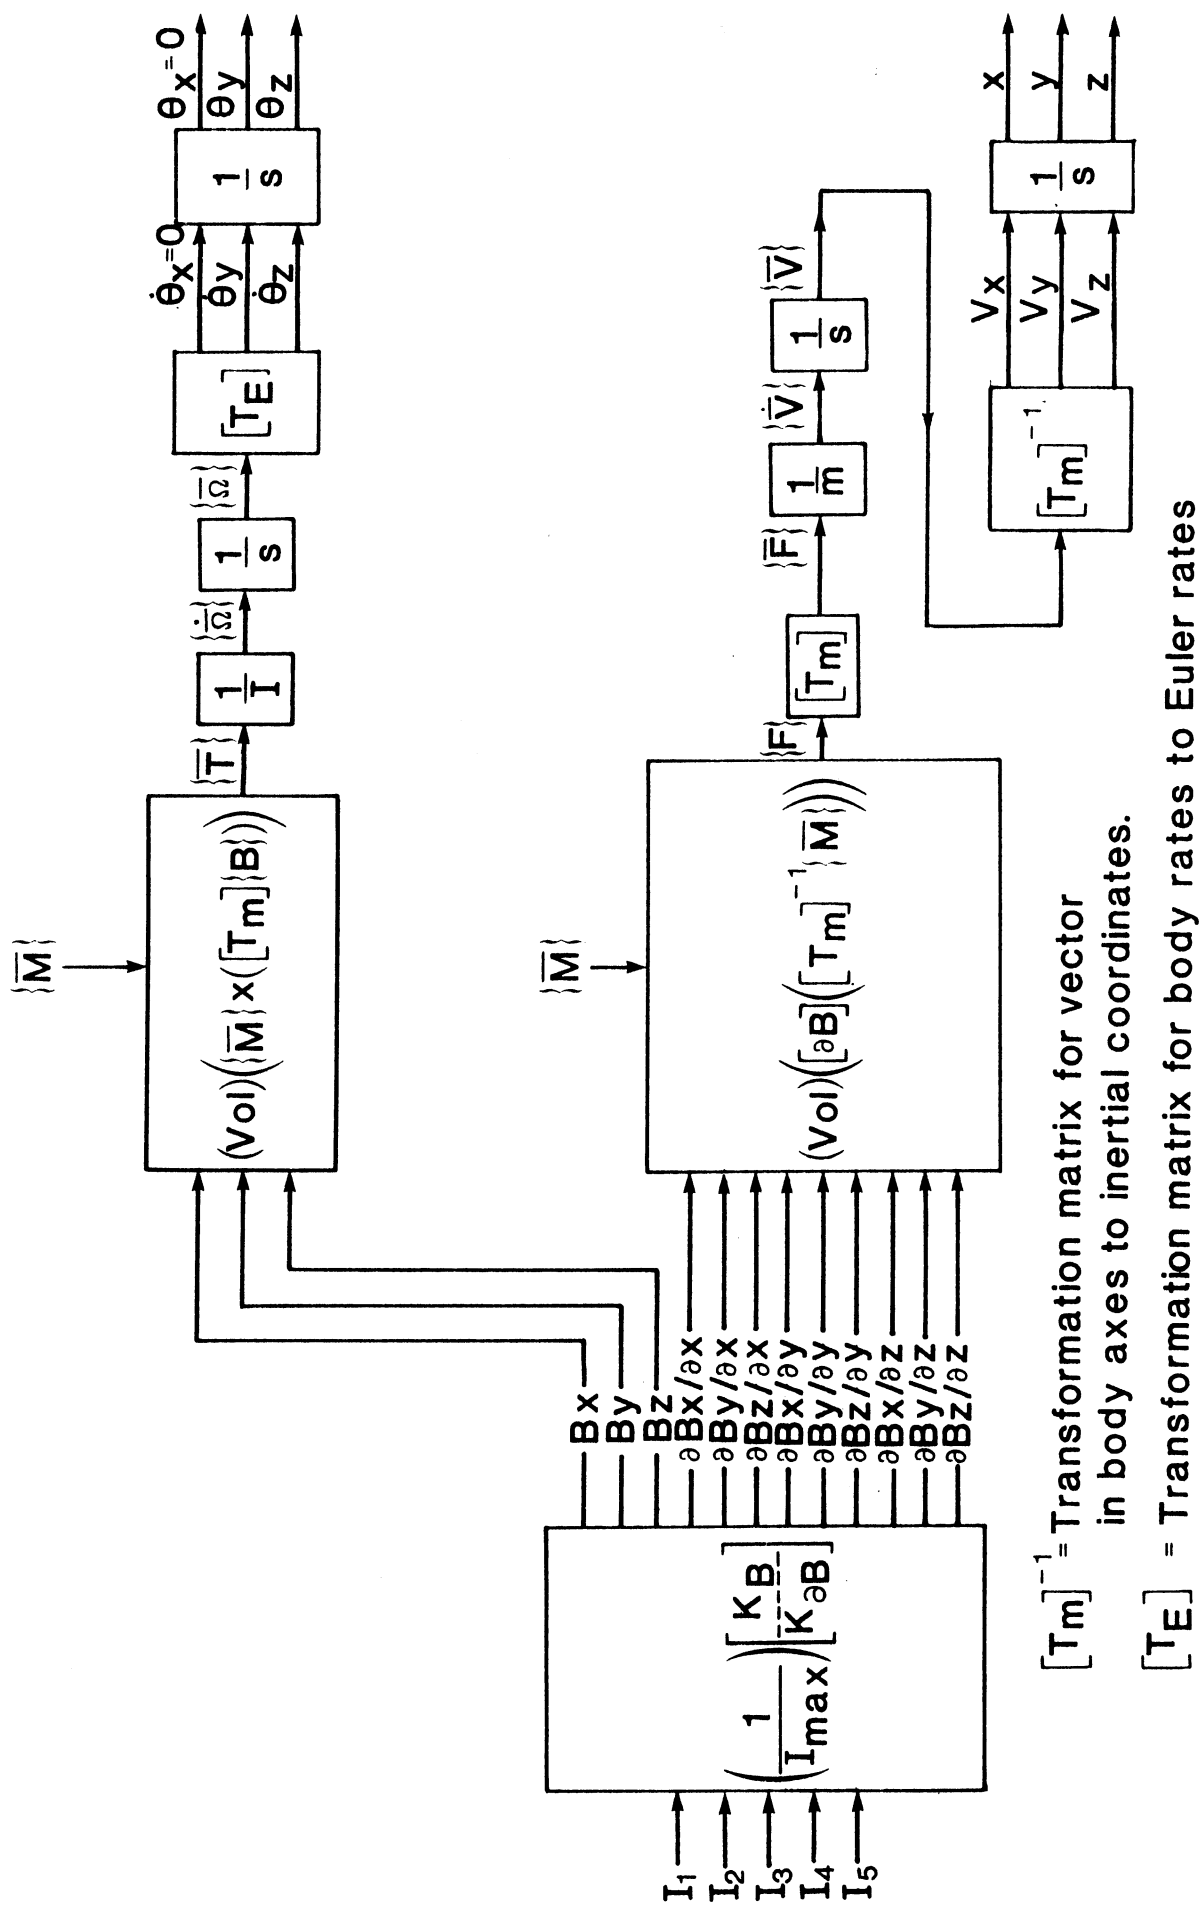 I₁
I₂
I₃
I₄
I₅
(1/Imax) [K_B / K_∂B]
Bx
By
Bz
∂Bx/∂x
∂By/∂x
∂Bz/∂x
∂Bx/∂y
∂By/∂y
∂Bz/∂y
∂Bx/∂z
∂By/∂z
∂Bz/∂z
{M̅}
(Vol)({M̅}x([Tm]{B}))
{T̅}
1/I
{Ω̅̇}
1/s
{Ω̅}
[T_E]
θ̇x=0
θ̇y
θ̇z
1/s
θx=0
θy
θz
{M̅}
(Vol)([∂B]([Tm]⁻¹{M̅}))
{F̅}
[Tm]
{F̅}
1/m
{V̅̇}
1/s
{V̅}
[Tm]⁻¹
Vx
Vy
Vz
1/s
x
y
z
[Tm]⁻¹ = Transformation matrix for vector
in body axes to inertial coordinates.
[T_E] = Transformation matrix for body rates to Euler rates